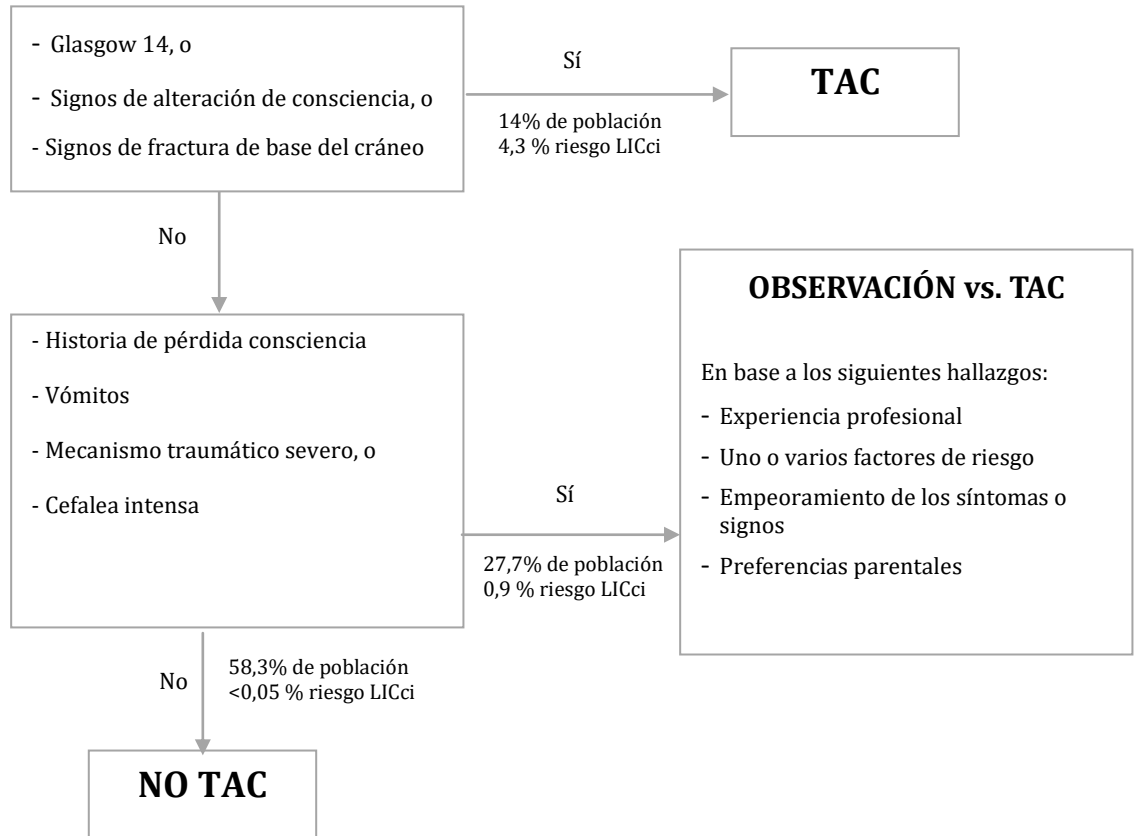 - Glasgow 14, o
- Signos de alteración de consciencia, o
- Signos de fractura de base del cráneo
Sí
14% de población
4,3 % riesgo LICci
TAC
No
- Historia de pérdida consciencia
- Vómitos
- Mecanismo traumático severo, o
- Cefalea intensa
Sí
27,7% de población
0,9 % riesgo LICci
OBSERVACIÓN vs. TAC
En base a los siguientes hallazgos:
- Experiencia profesional
- Uno o varios factores de riesgo
- Empeoramiento de los síntomas o
signos
- Preferencias parentales
No
58,3% de población
<0,05 % riesgo LICci
NO TAC